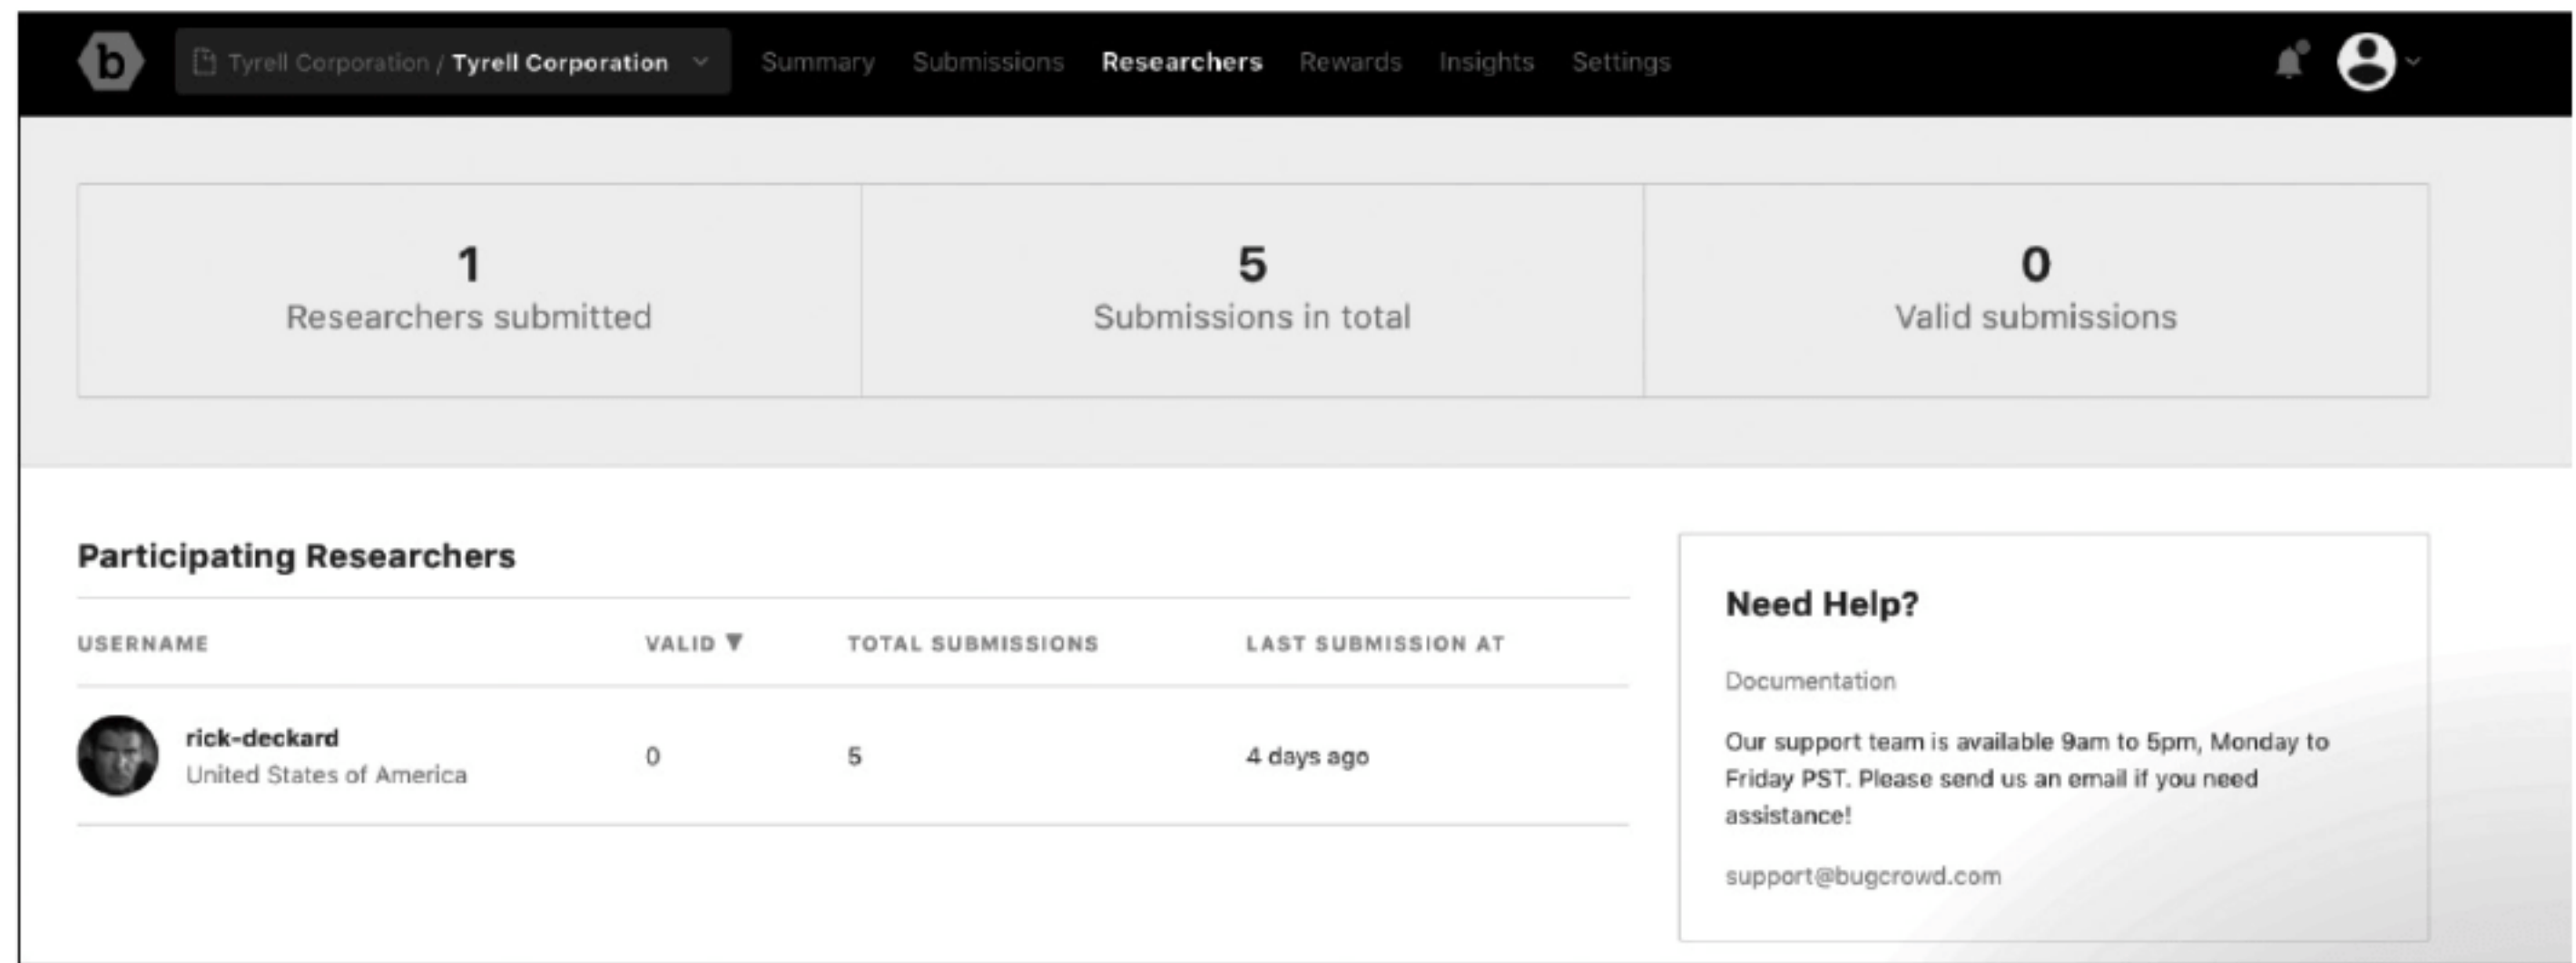 b Tyrell Corporation / Tyrell Corporation Summary Submissions Researchers Rewards Insights Settings
1
Researchers submitted
5
Submissions in total
0
Valid submissions
Participating Researchers
USERNAME VALID ▼ TOTAL SUBMISSIONS LAST SUBMISSION AT
rick-deckard
United States of America
0 5 4 days ago
Need Help?
Documentation
Our support team is available 9am to 5pm, Monday to
Friday PST. Please send us an email if you need
assistance!
support@bugcrowd.com